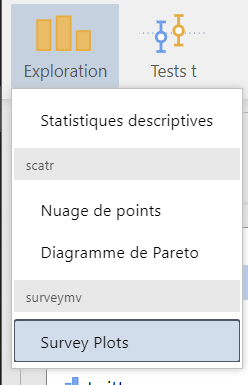 Exploration
Tests t
Statistiques descriptives
scatr
Nuage de points
Diagramme de Pareto
surveymv
Survey Plots